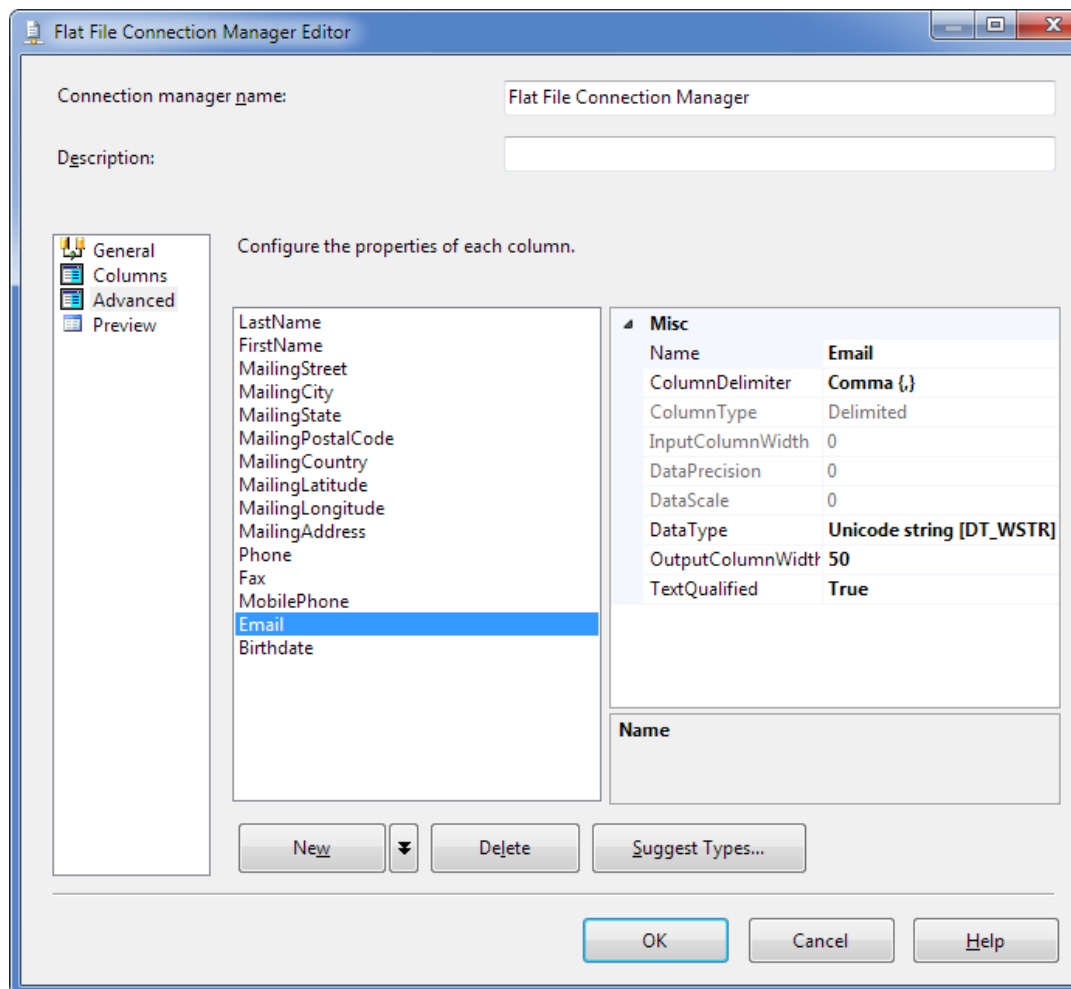 Flat File Connection Manager Editor
Connection manager name:
Flat File Connection Manager
Description:
General
Columns
Advanced
Preview
Configure the properties of each column.
LastName
FirstName
MailingStreet
MailingCity
MailingState
MailingPostalCode
MailingCountry
MailingLatitude
MailingLongitude
MailingAddress
Phone
Fax
MobilePhone
Email
Birthdate
Misc
Name Email
ColumnDelimiter Comma {,}
ColumnType Delimited
InputColumnWidth 0
DataPrecision 0
DataScale 0
DataType Unicode string [DT_WSTR]
OutputColumnWidth 50
TextQualified True
Name
New
Delete
Suggest Types...
OK
Cancel
Help